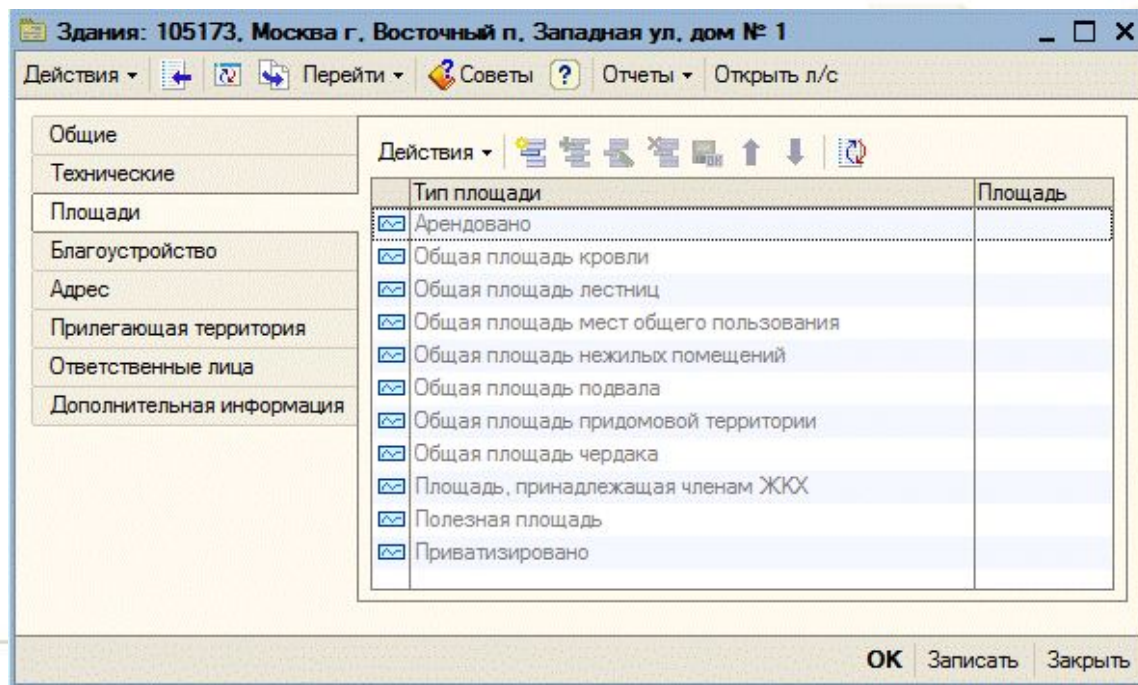 Здания: 105173, Москва г, Восточный п, Западная ул, дом № 1
Действия Перейти Советы ? Отчеты Открыть л/с
Общие
Технические
Площади
Благоустройство
Адрес
Прилегающая территория
Ответственные лица
Дополнительная информация
Действия
Тип площади Площадь
Арендовано
Общая площадь кровли
Общая площадь лестниц
Общая площадь мест общего пользования
Общая площадь нежилых помещений
Общая площадь подвала
Общая площадь придомовой территории
Общая площадь чердака
Площадь, принадлежащая членам ЖКХ
Полезная площадь
Приватизировано
OK Записать Закрыть